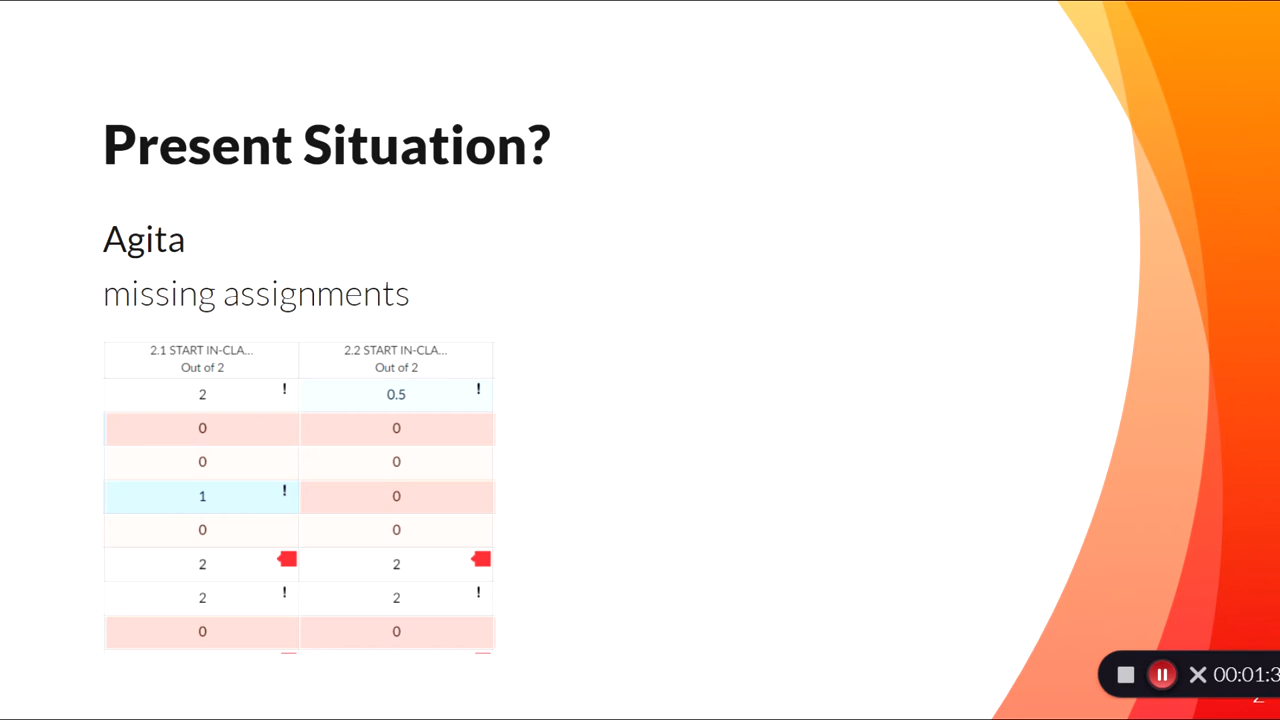 Present Situation?
Agita
missing assignments
2.1 START IN-CLA... 2.2 START IN-CLA...
Out of 2 Out of 2
2 ! 0.5 !
0 0
0 0
1 ! 0
0 0
2 2
2 ! 2 !
0 0
00:01:3